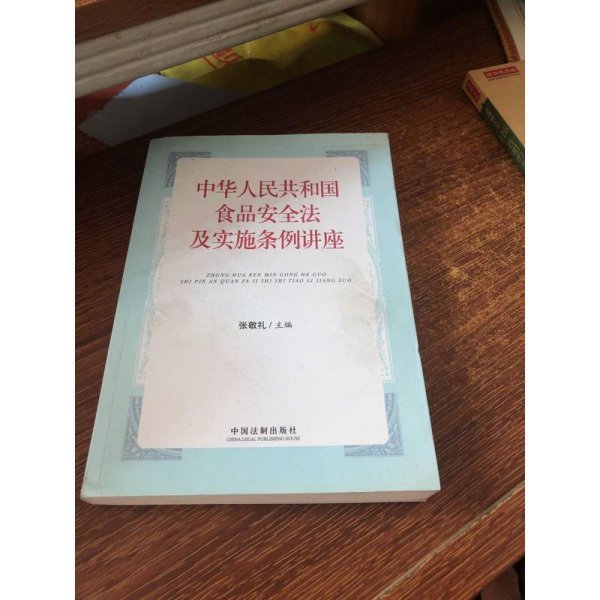 中华人民共和国
食品安全法
及实施条例讲座
ZHONG HUA REN MIN GONG HE GUO
SHI PIN AN QUAN FA JI SHI SHI TIAO LI JIANG ZUO
张敬礼 / 主编
中国法制出版社
CHINA LEGAL PUBLISHING HOUSE